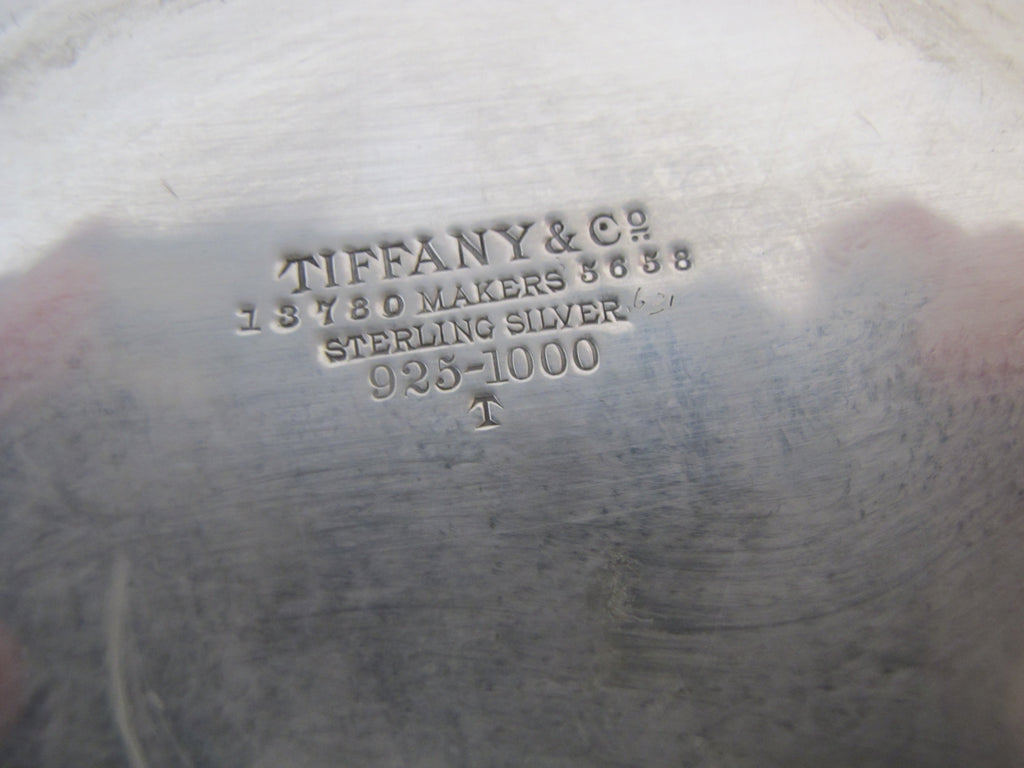 TIFFANY & Cº
13780 MAKERS 5658
STERLING SILVER
925-1000
T